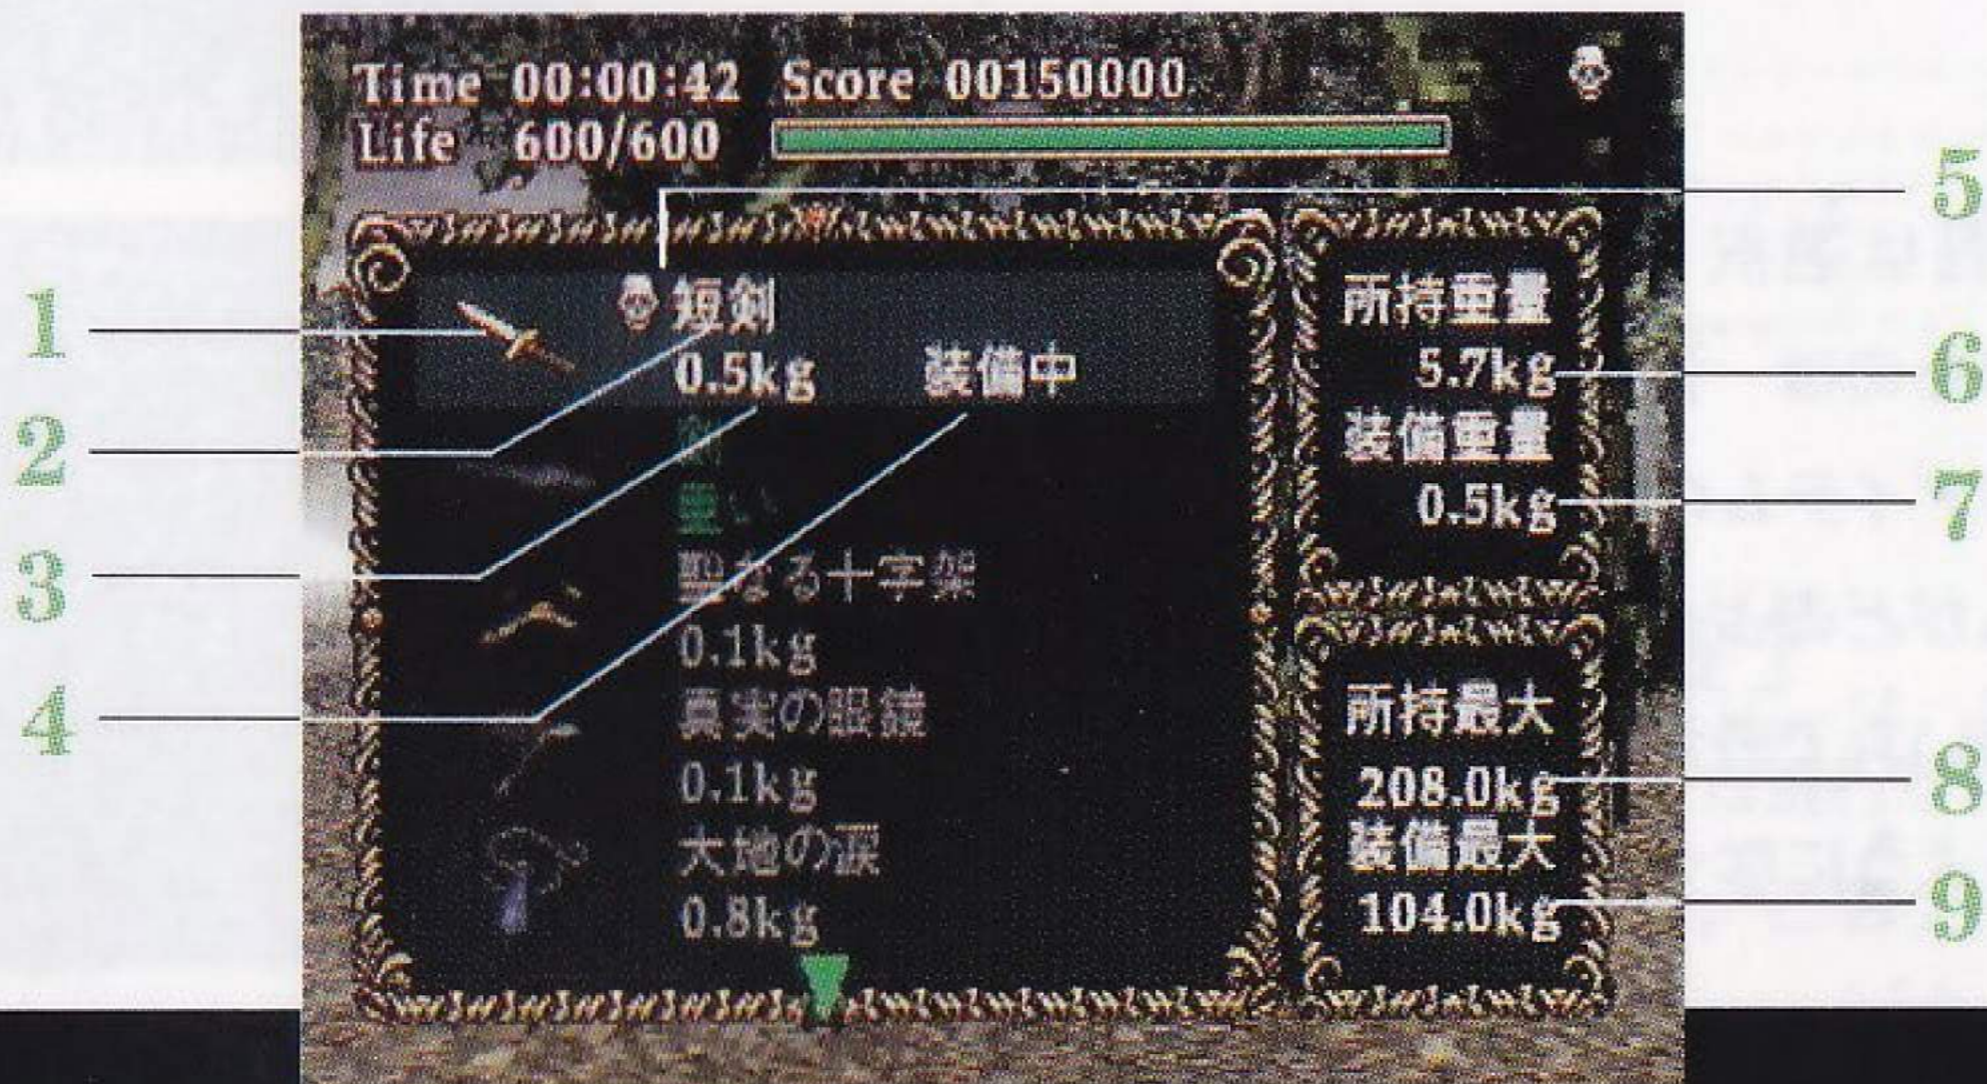 Time 00:00:42 Score 00150000
Life 600/600
短剣
0.5kg 装備中
剣
重い
聖なる十字架
0.1kg
真実の眼鏡
0.1kg
大地の涙
0.8kg
所持重量
5.7kg
装備重量
0.5kg
所持最大
208.0kg
装備最大
104.0kg
1
2
3
4
5
6
7
8
9